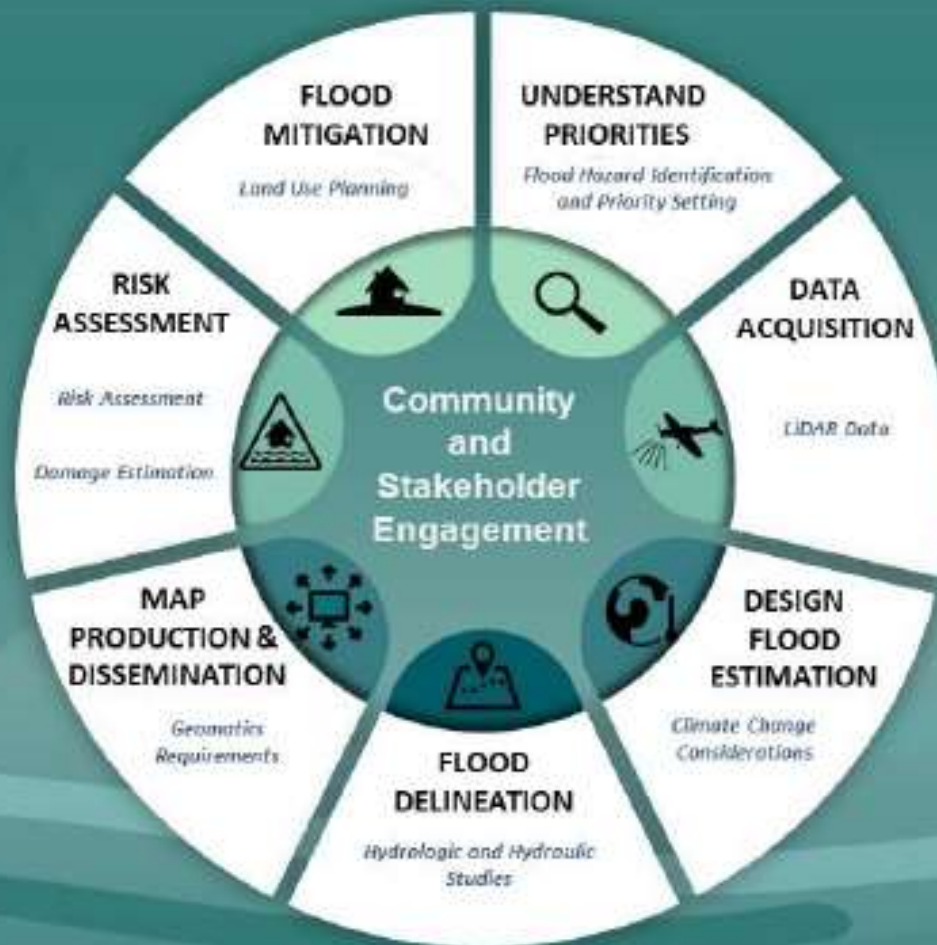 FLOOD
MITIGATION
Land Use Planning
UNDERSTAND
PRIORITIES
Flood Hazard Identification
and Priority Setting
DATA
ACQUISITION
LiDAR Data
DESIGN
FLOOD
ESTIMATION
Climate Change
Considerations
FLOOD
DELINEATION
Hydrologic and Hydraulic
Studies
MAP
PRODUCTION &
DISSEMINATION
Geomatics
Requirements
RISK
ASSESSMENT
Risk Assessment
Damage Estimation
Community
and
Stakeholder
Engagement